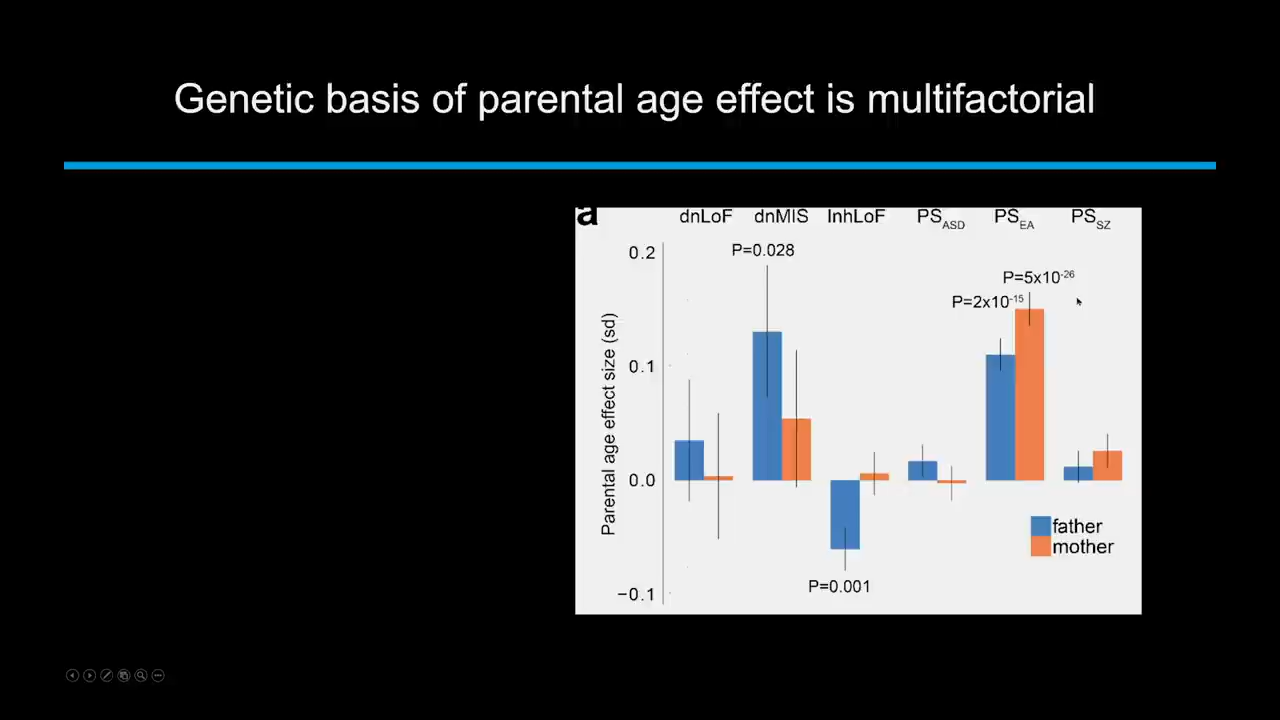 Genetic basis of parental age effect is multifactorial
a
dnLoF dnMIS InhLoF PS_ASD PS_EA PS_SZ
P=0.028
P=5x10^-26
P=2x10^-15
P=0.001
0.2
0.1
0.0
−0.1
Parental age effect size (sd)
father
mother